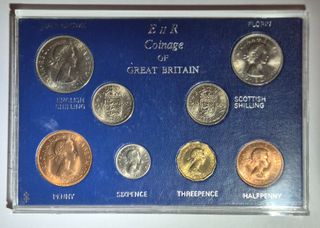 E II R
FLORIN
Coinage
OF
GREAT BRITAIN
ENGLISH
SHILLING
SCOTTISH
SHILLING
PENNY
SIXPENCE
THREEPENCE
HALFPENNY